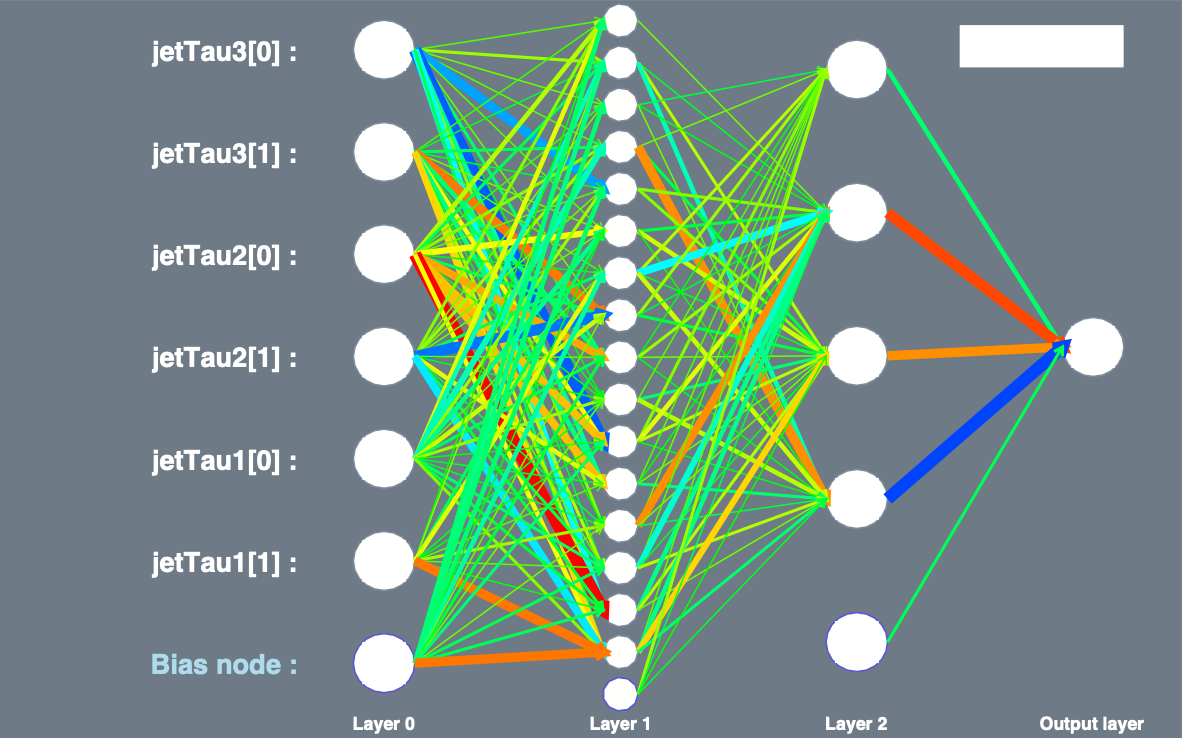 jetTau3[0] :
jetTau3[1] :
jetTau2[0] :
jetTau2[1] :
jetTau1[0] :
jetTau1[1] :
Bias node :
Layer 0 Layer 1 Layer 2 Output layer